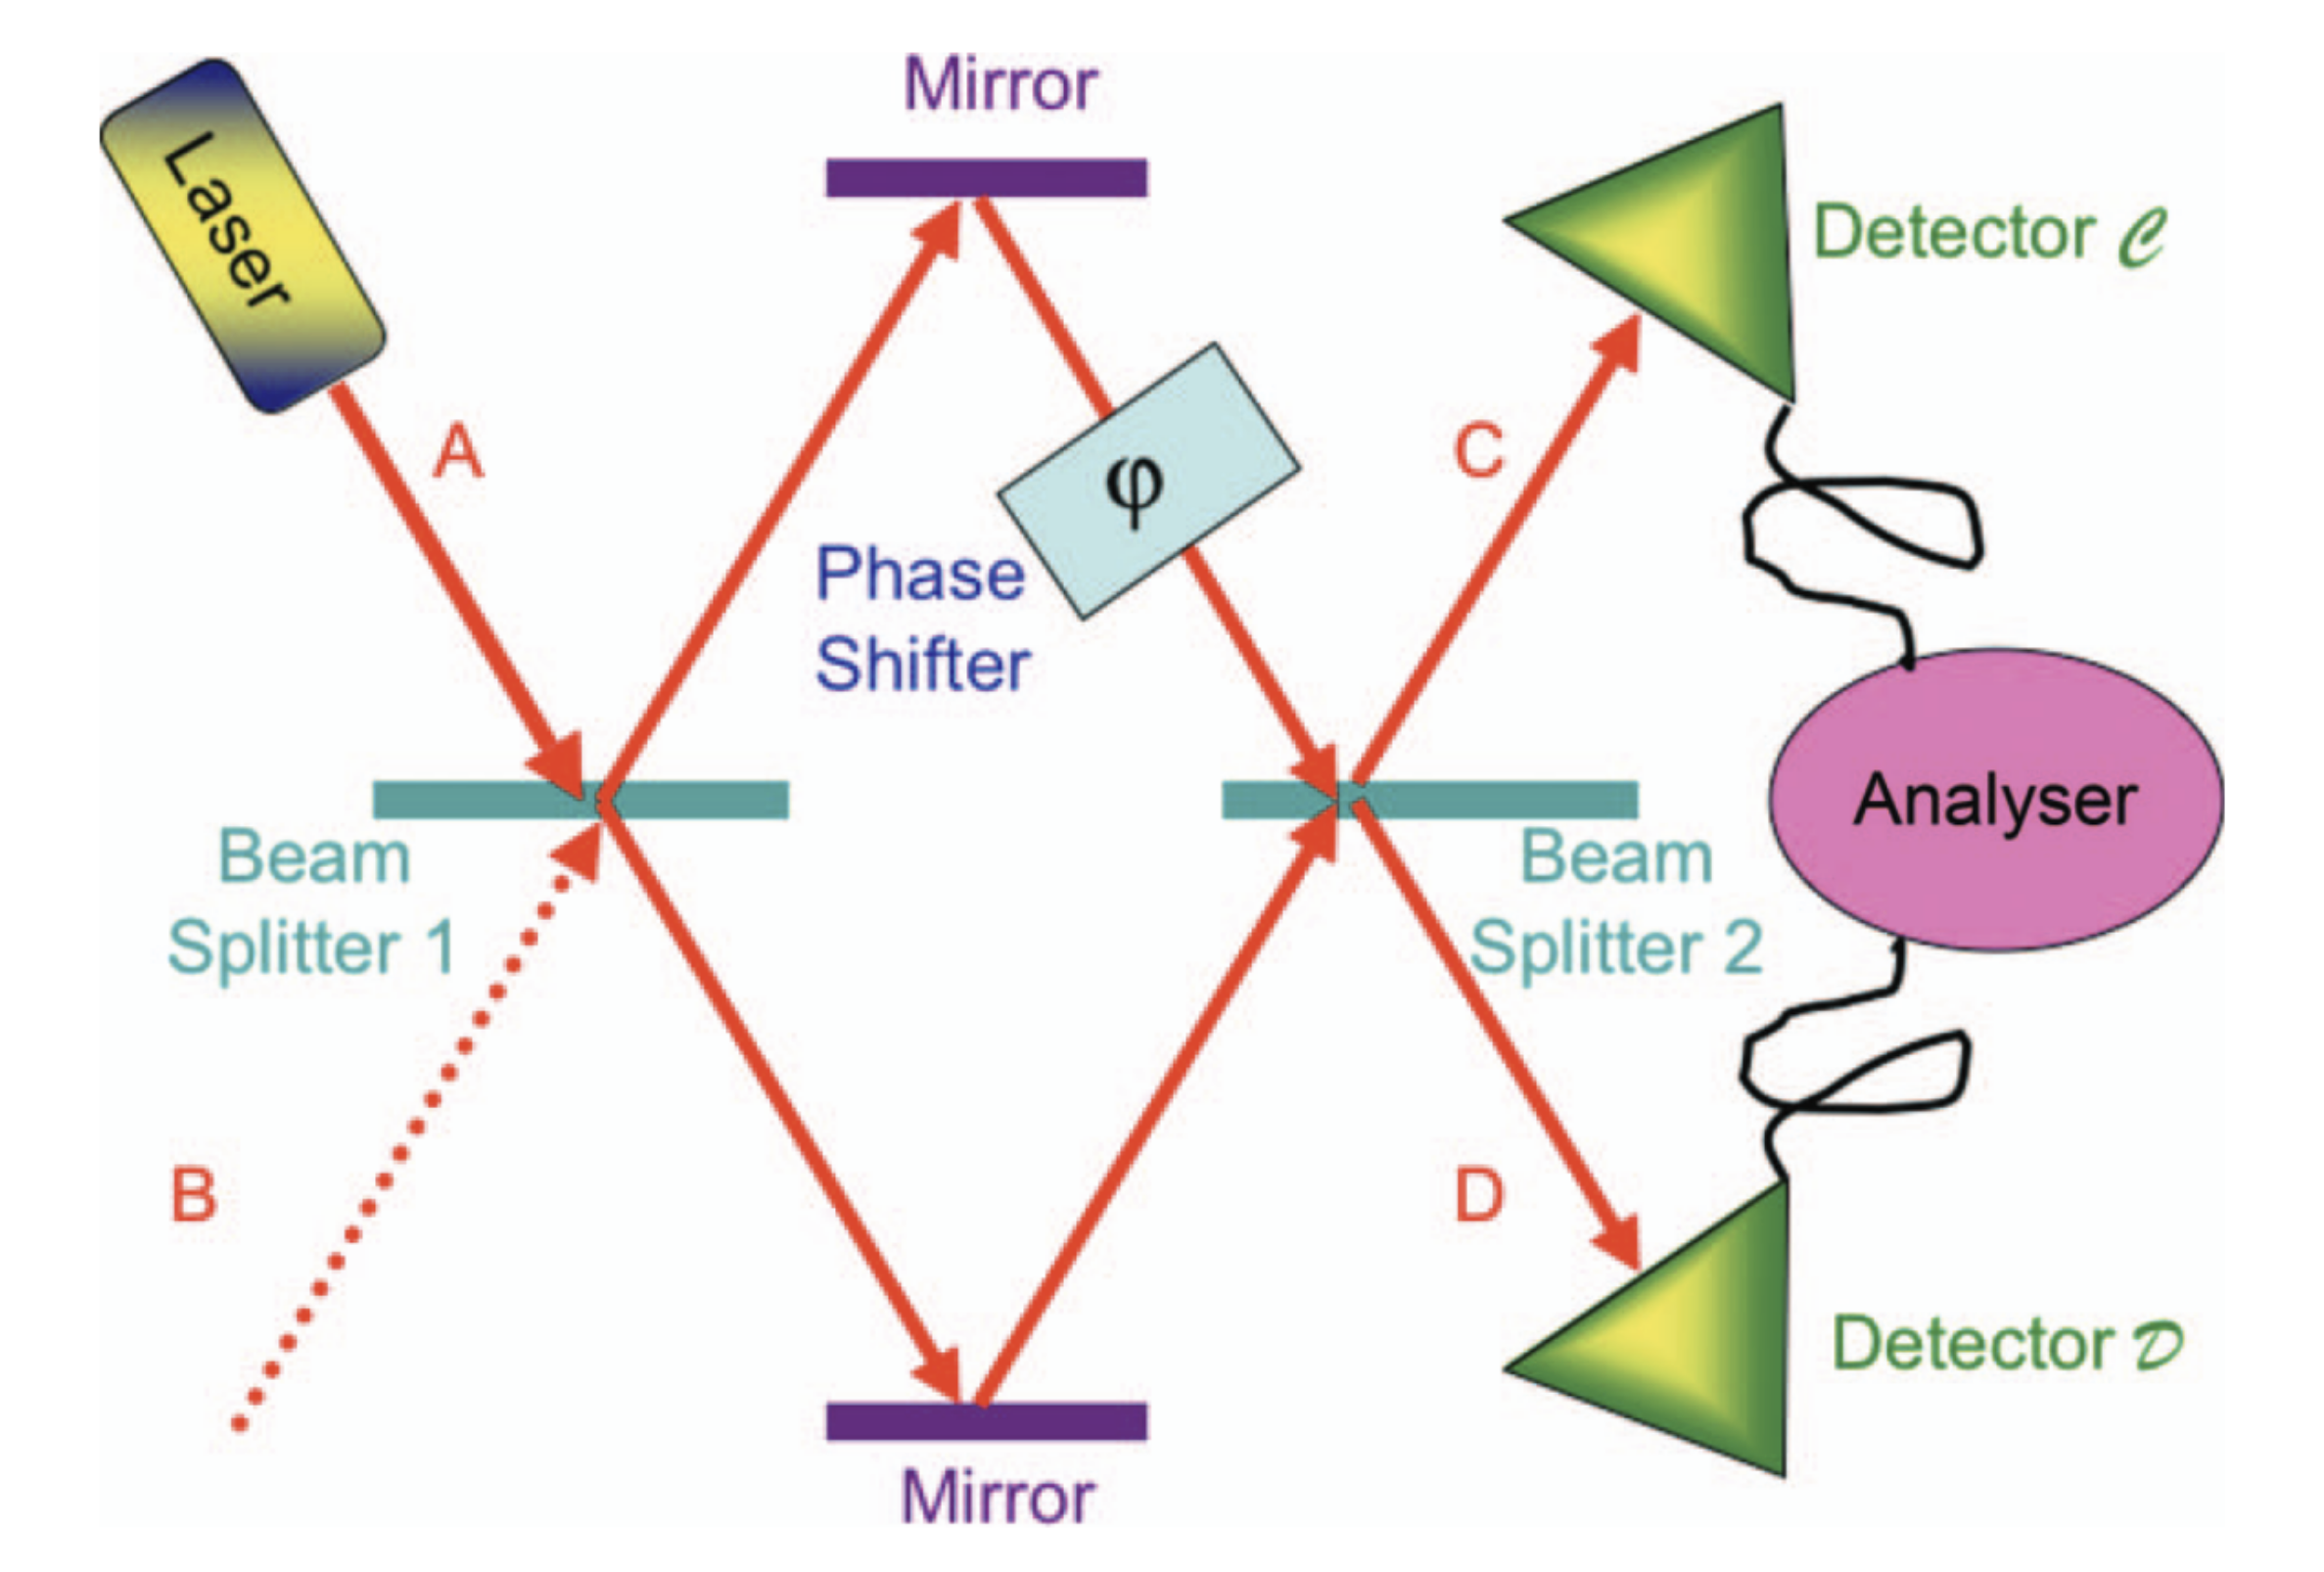 Mirror
Laser
Detector C
A
C
φ
Phase
Shifter
Beam
Splitter 1
Beam
Splitter 2
Analyser
B
D
Detector D
Mirror